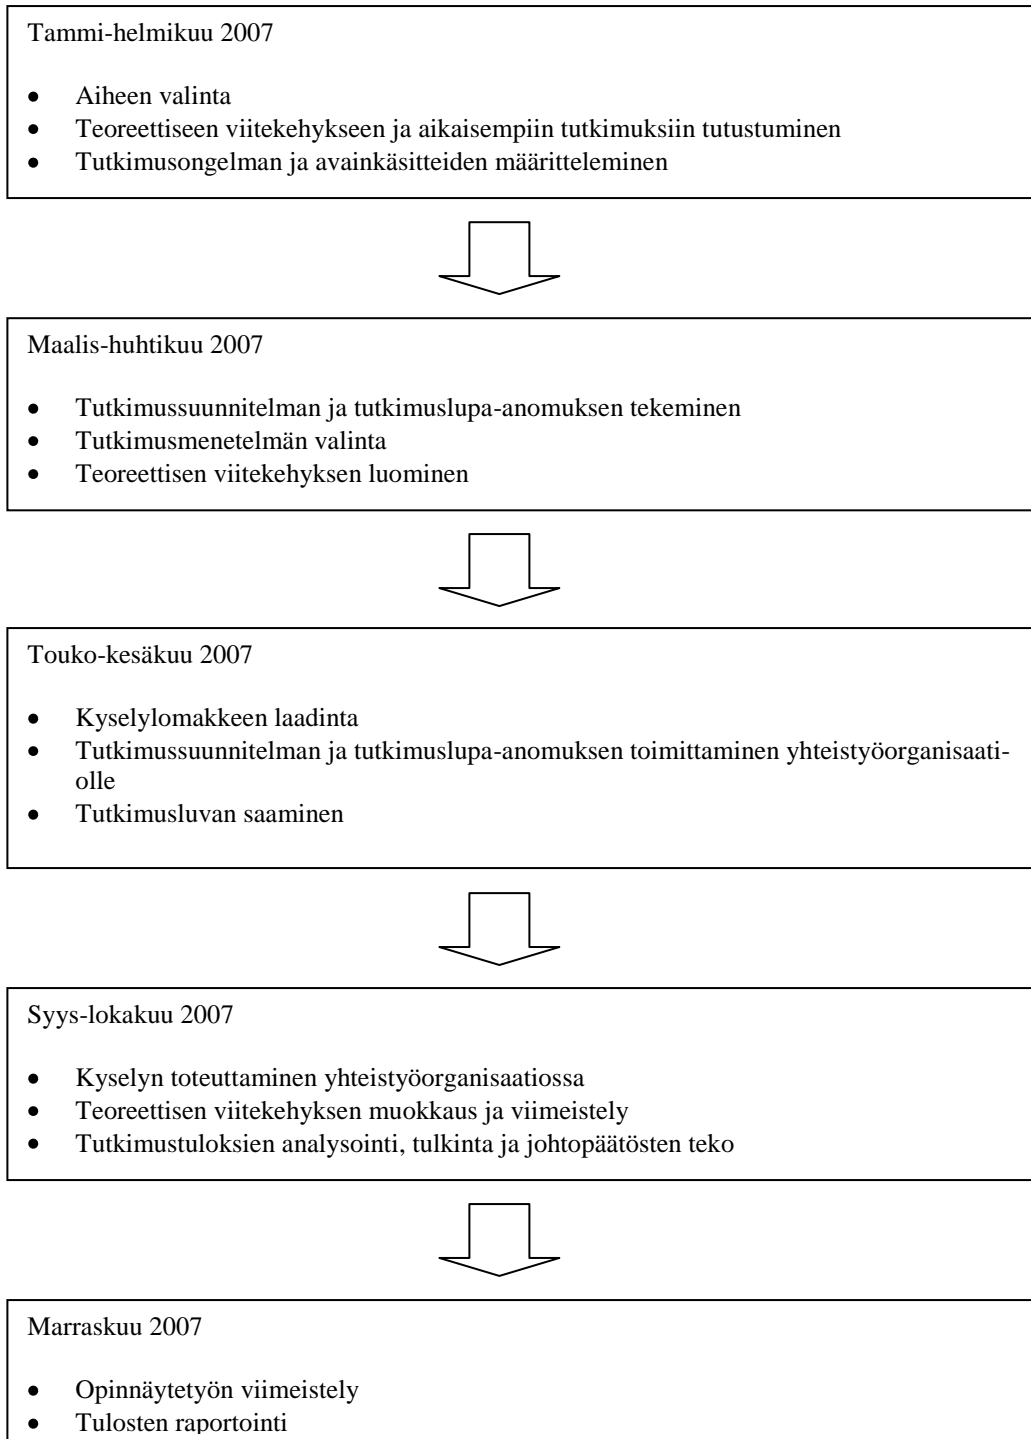 Tammi-helmikuu 2007
• Aiheen valinta
• Teoreettiseen viitekehykseen ja aikaisempiin tutkimuksiin tutustuminen
• Tutkimusongelman ja avainkäsitteiden määritteleminen
Maalis-huhtikuu 2007
• Tutkimussuunnitelman ja tutkimuslupa-anomuksen tekeminen
• Tutkimusmenetelmän valinta
• Teoreettisen viitekehyksen luominen
Touko-kesäkuu 2007
• Kyselylomakkeen laadinta
• Tutkimussuunnitelman ja tutkimuslupa-anomuksen toimittaminen yhteistyöorganisaati-
olle
• Tutkimusluvan saaminen
Syys-lokakuu 2007
• Kyselyn toteuttaminen yhteistyöorganisaatiossa
• Teoreettisen viitekehyksen muokkaus ja viimeistely
• Tutkimustuloksien analysointi, tulkinta ja johtopäätösten teko
Marraskuu 2007
• Opinnäytetyön viimeistely
• Tulosten raportointi